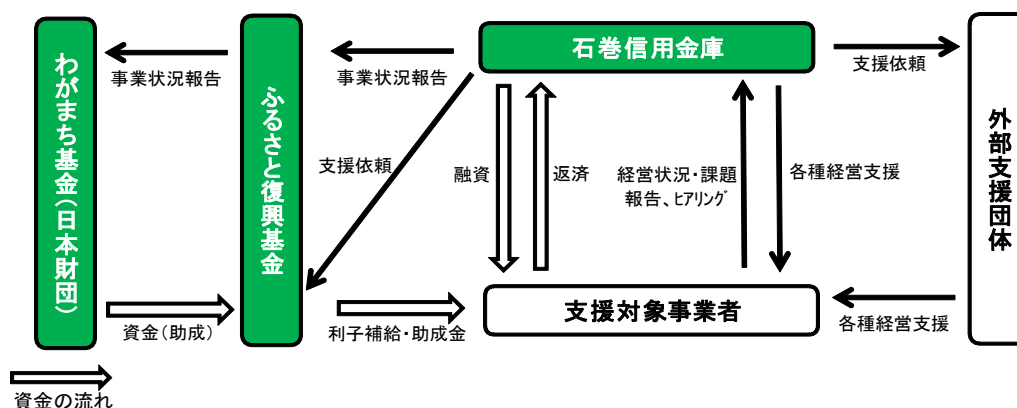 わがまち基金（日本財団）
事業状況報告
資金（助成）
ふるさと復興基金
事業状況報告
支援依頼
利子補給・助成金
石巻信用金庫
融資
返済
経営状況・課題
報告、ﾋｱﾘﾝｸﾞ
各種経営支援
支援対象事業者
支援依頼
各種経営支援
外部支援団体
資金の流れ